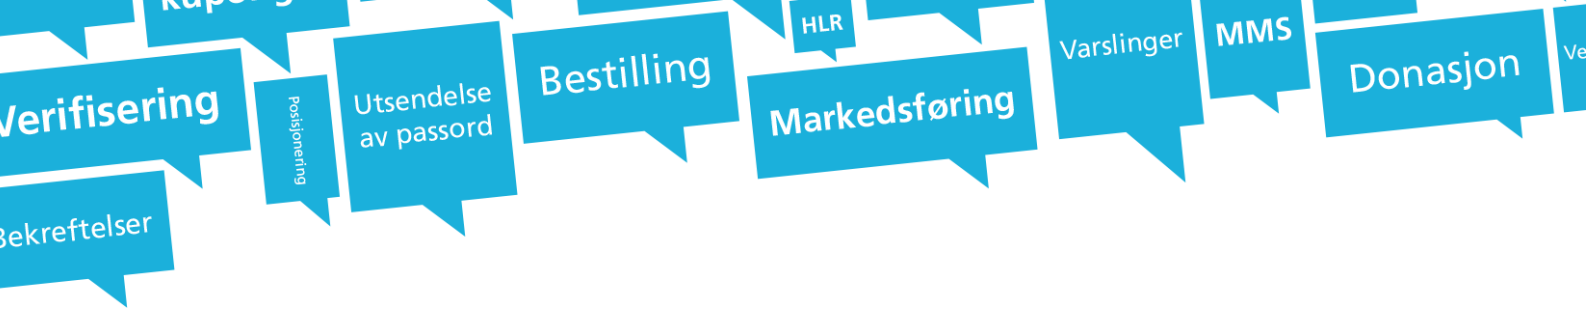 HLR
Varslinger
MMS
Bestilling
Donasjon
Verifisering
Posisjonering
Utsendelse
av passord
Markedsføring
Bekreftelser